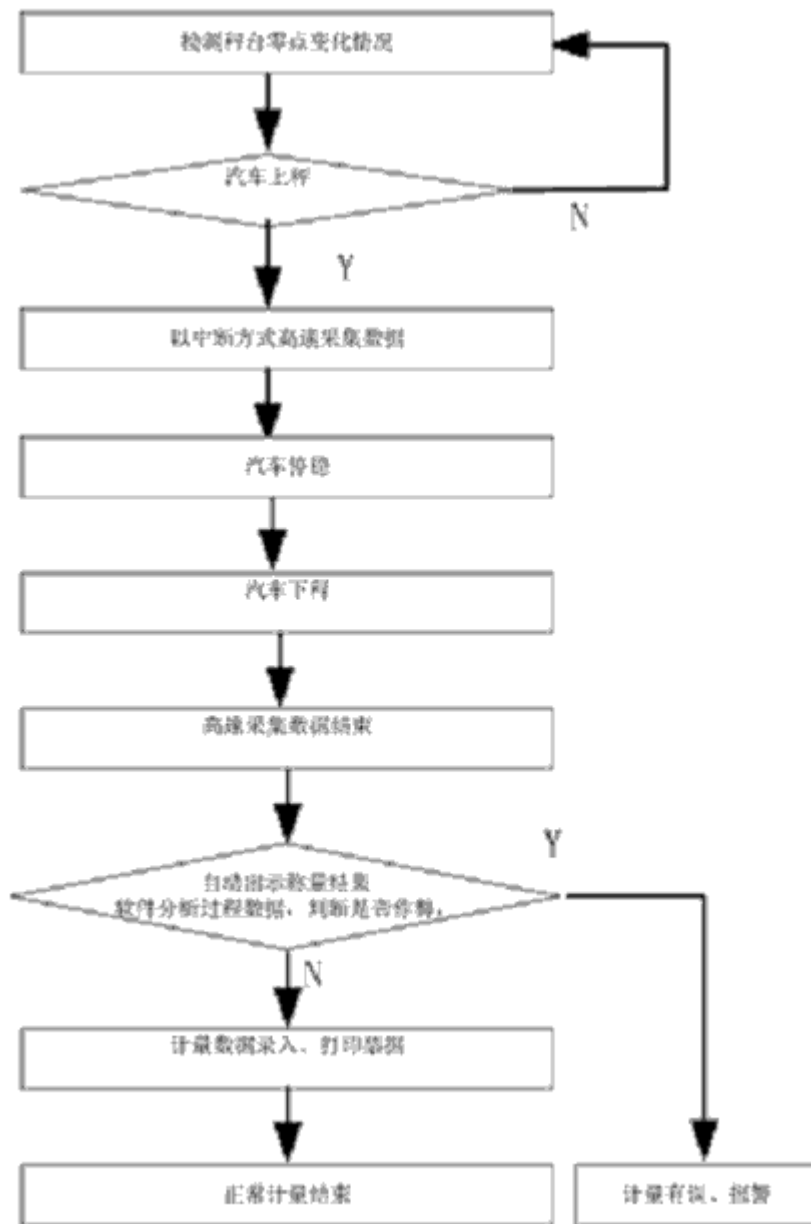 检测秤台零点变化情况
汽车上秤
N
Y
以中断方式高速采集数据
汽车停稳
汽车下秤
高速采集数据结束
Y
自动指示称量结果
软件分析过程数据，判断是否作弊。
N
计量数据录入、打印票据
正常计量结束
计量有误、报警